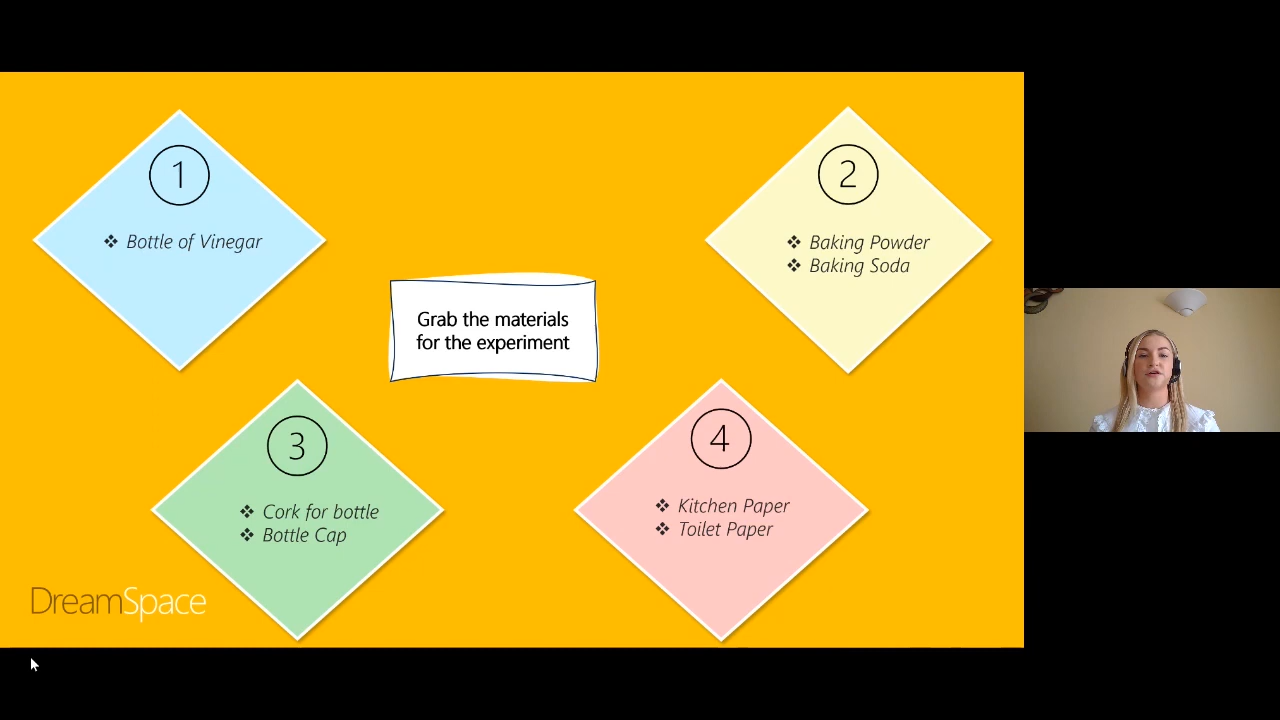 1
❖ Bottle of Vinegar
2
❖ Baking Powder
❖ Baking Soda
Grab the materials
for the experiment
3
❖ Cork for bottle
❖ Bottle Cap
4
❖ Kitchen Paper
❖ Toilet Paper
DreamSpace